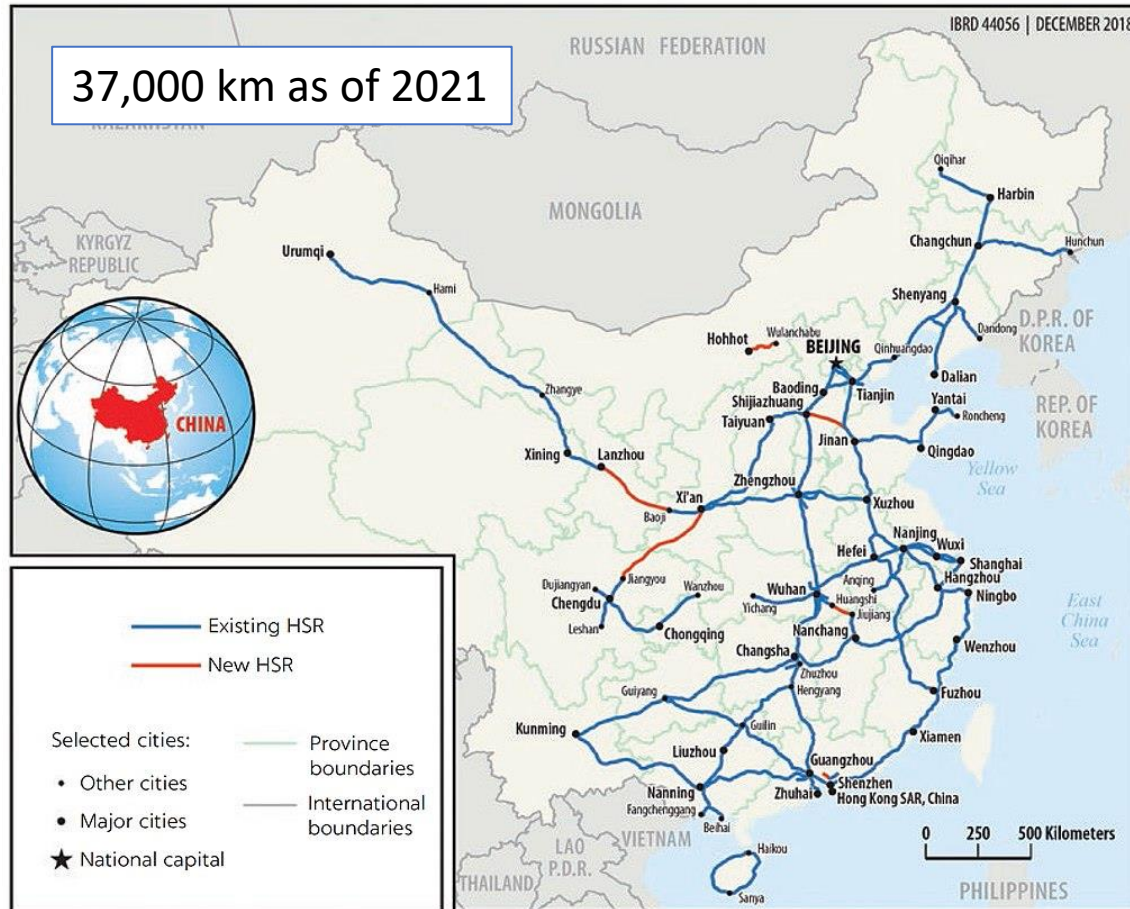 IBRD 44056 | DECEMBER 2018
RUSSIAN FEDERATION
37,000 km as of 2021
MONGOLIA
KYRGYZ
REPUBLIC
Qiqihar
Harbin
Changchun
Hunchun
Urumqi
Hami
Shenyang
Dandong
D.P.R. OF
KOREA
Hohhot
Wulanchabu
BEIJING
Qinhuangdao
Dalian
Zhangye
Baoding
Tianjin
Shijiazhuang
Yantai
Roncheng
REP. OF
KOREA
Taiyuan
Jinan
Qingdao
CHINA
Xining
Lanzhou
Yellow
Sea
Zhengzhou
Xi'an
Baoji
Xuzhou
Nanjing
Wuxi
Hefei
Shanghai
Hangzhou
Ningbo
Dujiangyan
Jiangyou
Wanzhou
Wuhan
Anqing
Huangshi
Jiujiang
Yichang
Chengdu
Leshan
Chongqing
Nanchang
East
China
Sea
Wenzhou
Changsha
Zhuzhou
Hengyang
Guiyang
Fuzhou
Kunming
Guilin
Xiamen
Liuzhou
Guangzhou
Shenzhen
Nanning
Zhuhai
Hong Kong SAR, China
Fangchenggang
Beihai
VIETNAM
LAO
P.D.R.
THAILAND
Haikou
Sanya
PHILIPPINES
0 250 500 Kilometers
Existing HSR
New HSR
Selected cities:
Other cities
Major cities
National capital
Province
boundaries
International
boundaries